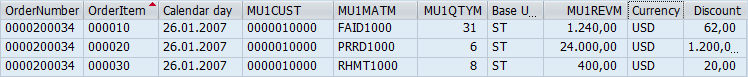 OrderNumber OrderItem Calendar day MU1CUST MU1MATM MU1QTYM Base U... MU1REVM Currency Discount
0000200034 000010 26.01.2007 0000010000 FAID1000 31 ST 1.240,00 USD 62,00
0000200034 000020 26.01.2007 0000010000 PRRD1000 6 ST 24.000,00 USD 1.200,0...
0000200034 000030 26.01.2007 0000010000 RHMT1000 8 ST 400,00 USD 20,00